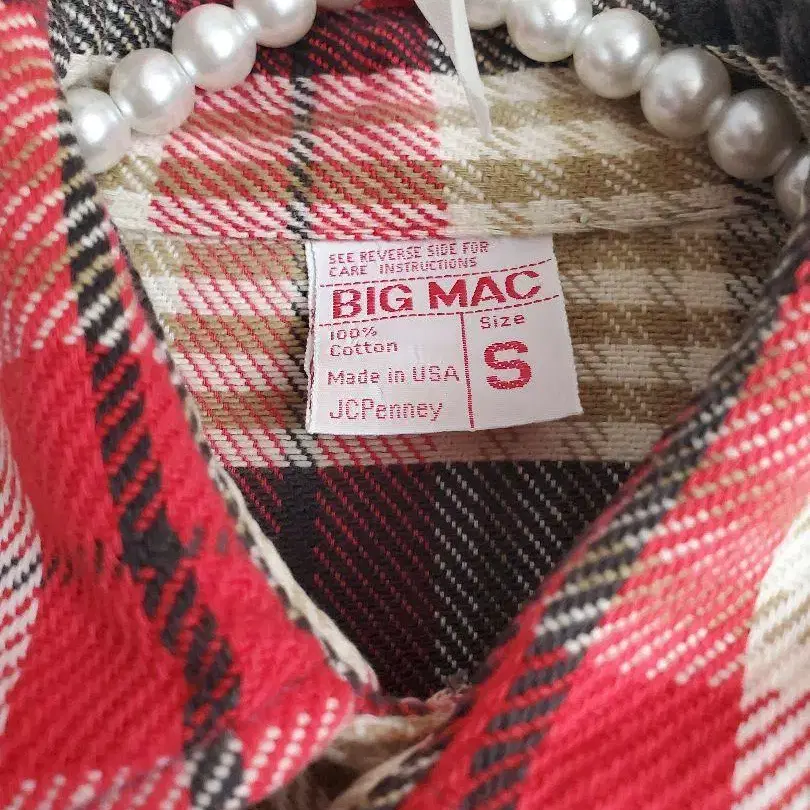 SEE REVERSE SIDE FOR
CARE INSTRUCTIONS
BIG MAC
100%
Cotton
Made in USA
JCPenney
Size
S